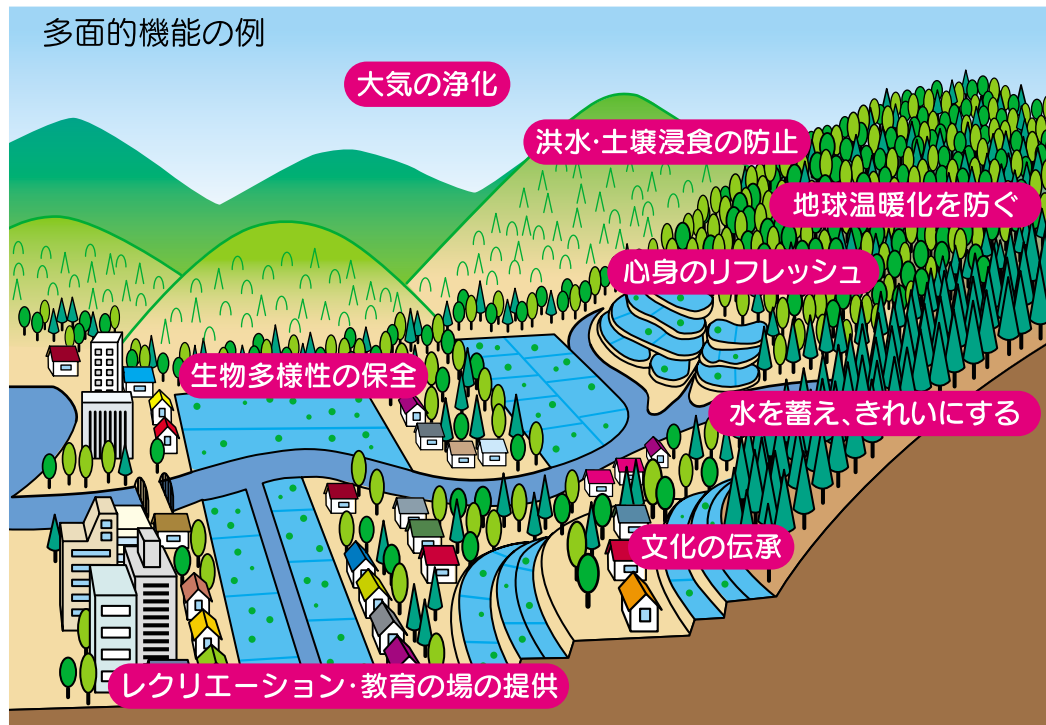 多面的機能の例
大気の浄化
洪水・土壌浸食の防止
地球温暖化を防ぐ
心身のリフレッシュ
生物多様性の保全
水を蓄え、きれいにする
文化の伝承
レクリエーション・教育の場の提供